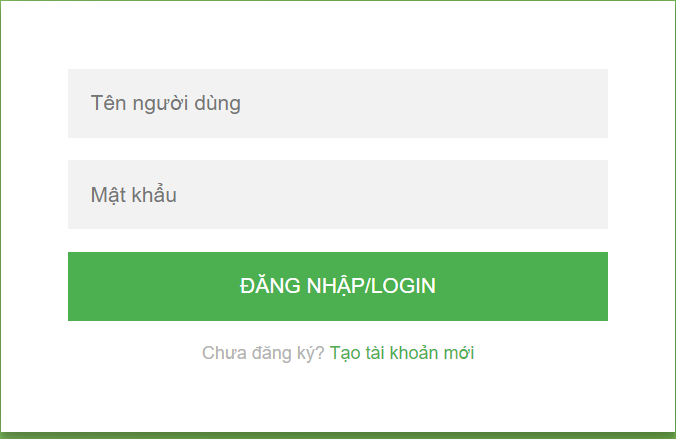 Tên người dùng
Mật khẩu
ĐĂNG NHẬP/LOGIN
Chưa đăng ký? Tạo tài khoản mới